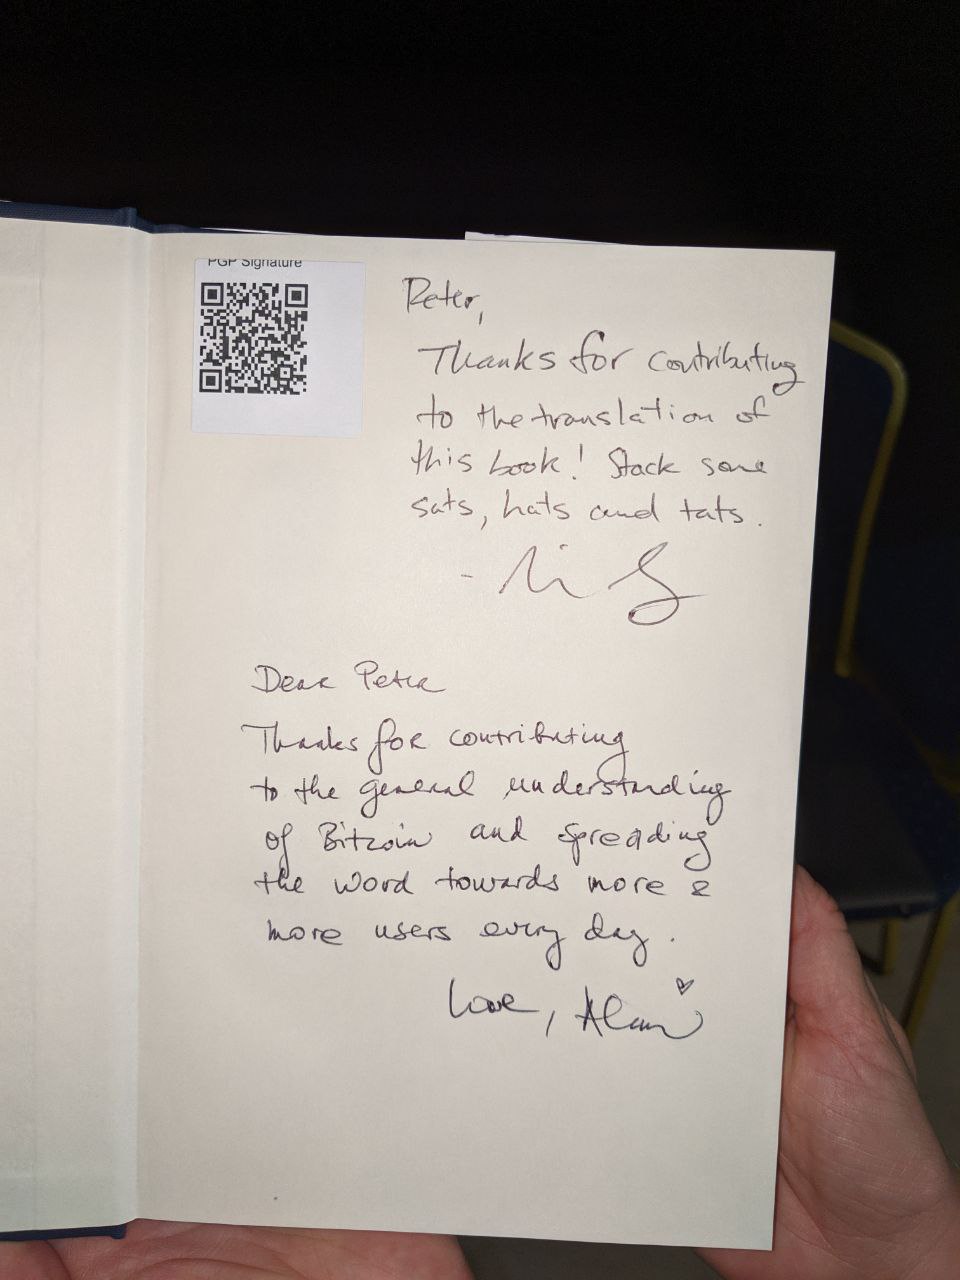 PGP Signature
Peter,
Thanks for contributing
to the translation of
this book! Stack some
sats, hats and tats.
Dear Peter
Thanks for contributing
to the general understanding
of Bitcoin and spreading
the word towards more &
more users every day.
Love, Alena